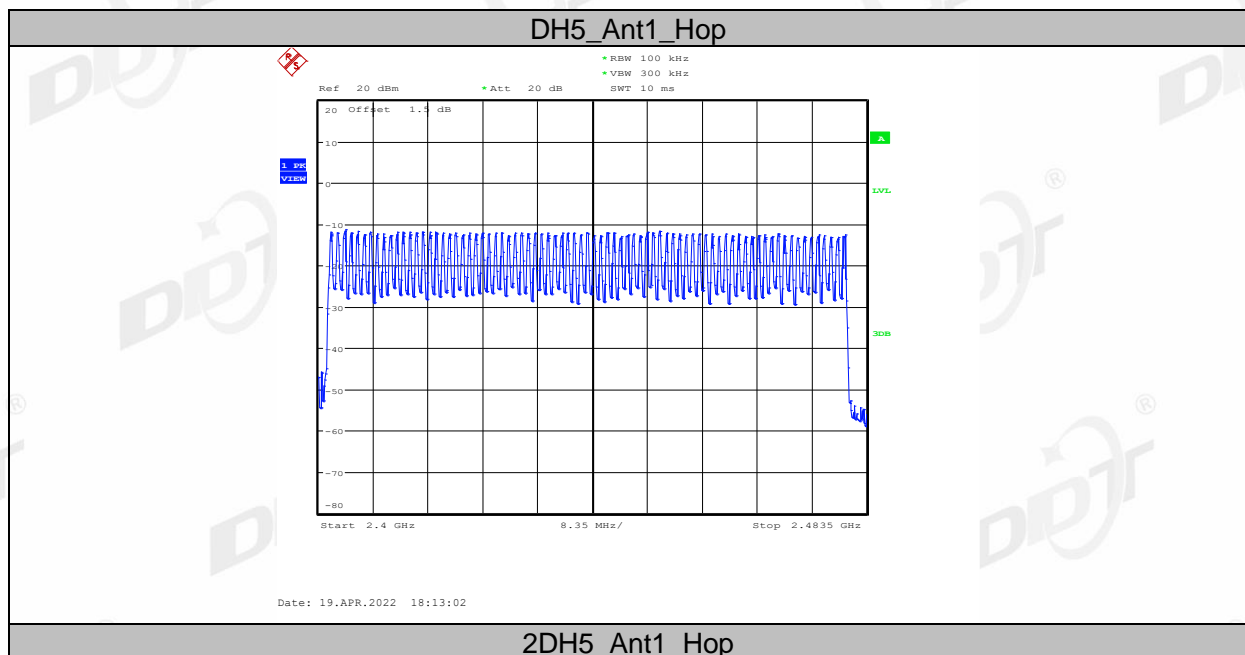 DH5_Ant1_Hop
R S
* RBW 100 kHz
* VBW 300 kHz
Ref 20 dBm * Att 20 dB SWT 10 ms
20 Offset 1.5 dB
A
10
1 PK
VIEW
0
LVL
-10
-20
-30
3DB
-40
-50
-60
-70
-80
Start 2.4 GHz 8.35 MHz/ Stop 2.4835 GHz
Date: 19.APR.2022 18:13:02
2DH5_Ant1_Hop
DDT
®